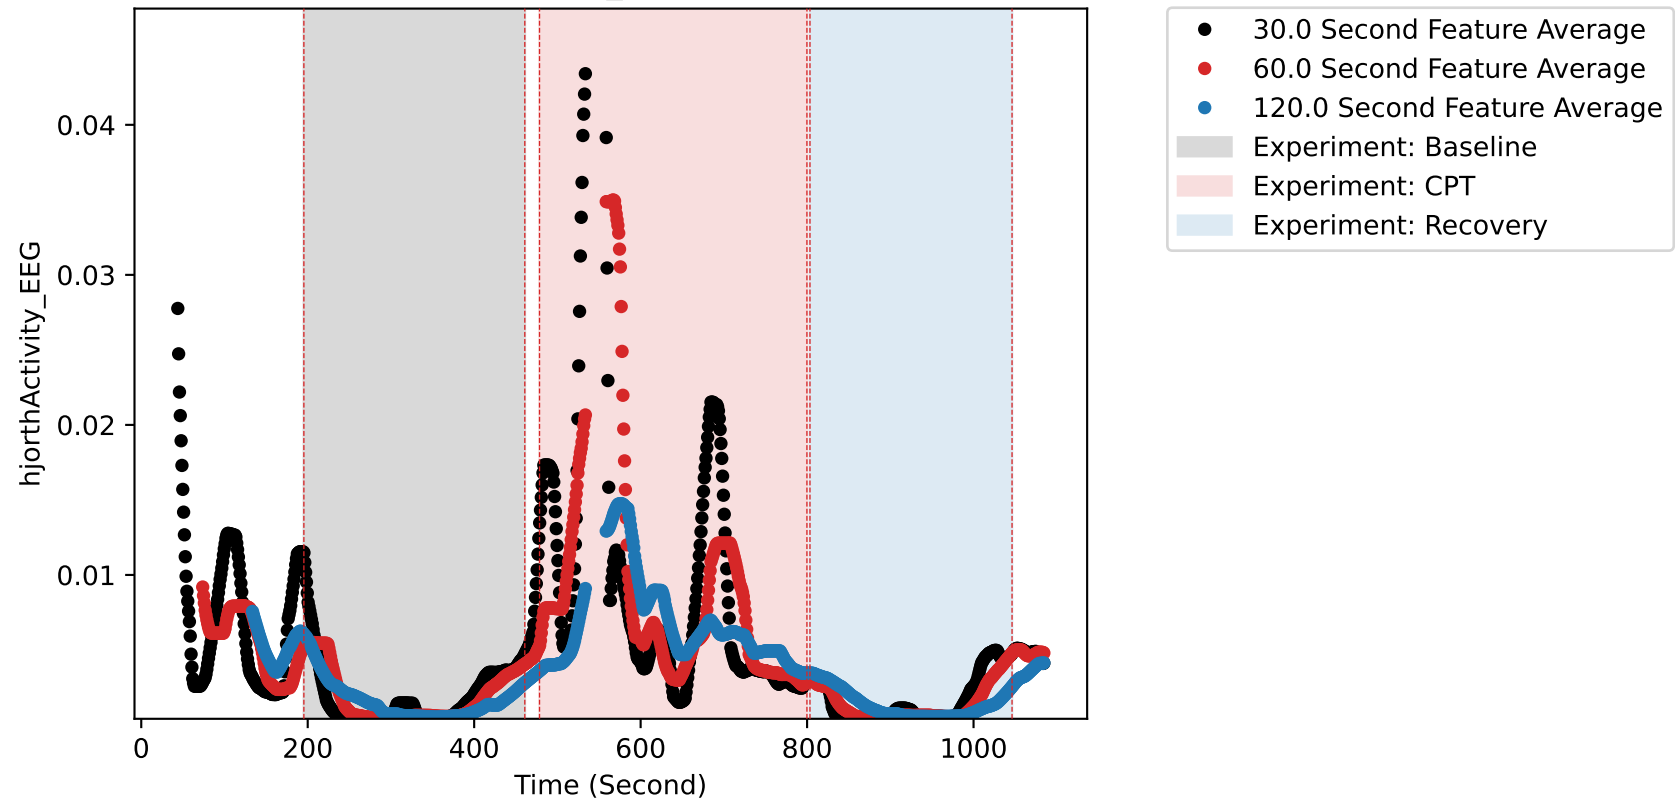 30.0 Second Feature Average
60.0 Second Feature Average
120.0 Second Feature Average
Experiment: Baseline
Experiment: CPT
Experiment: Recovery
hjorthActivity_EEG
0.04
0.03
0.02
0.01
0 200 400 600 800 1000
Time (Second)